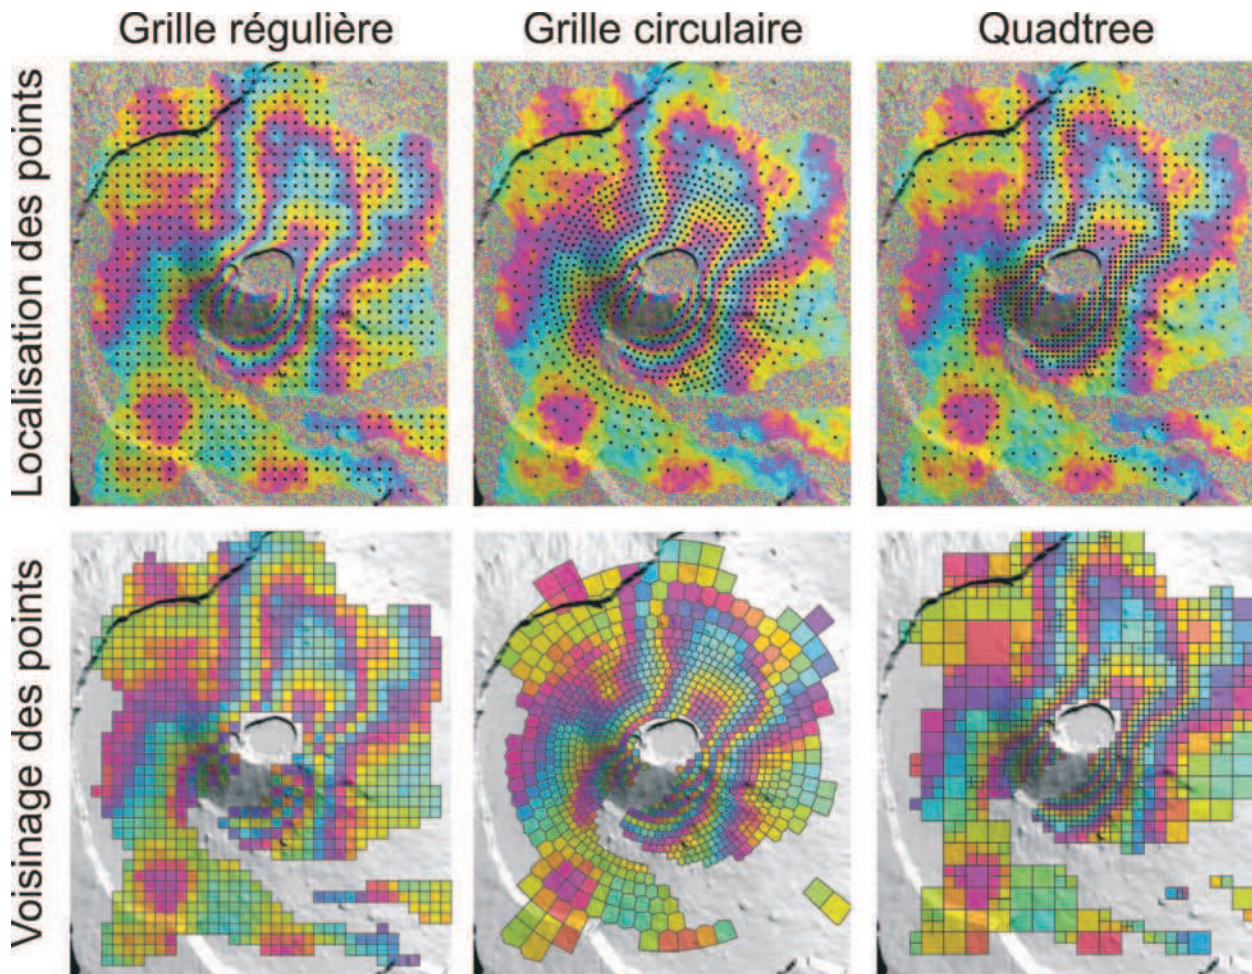 Grille régulière
Grille circulaire
Quadtree
Localisation des points
Voisinage des points